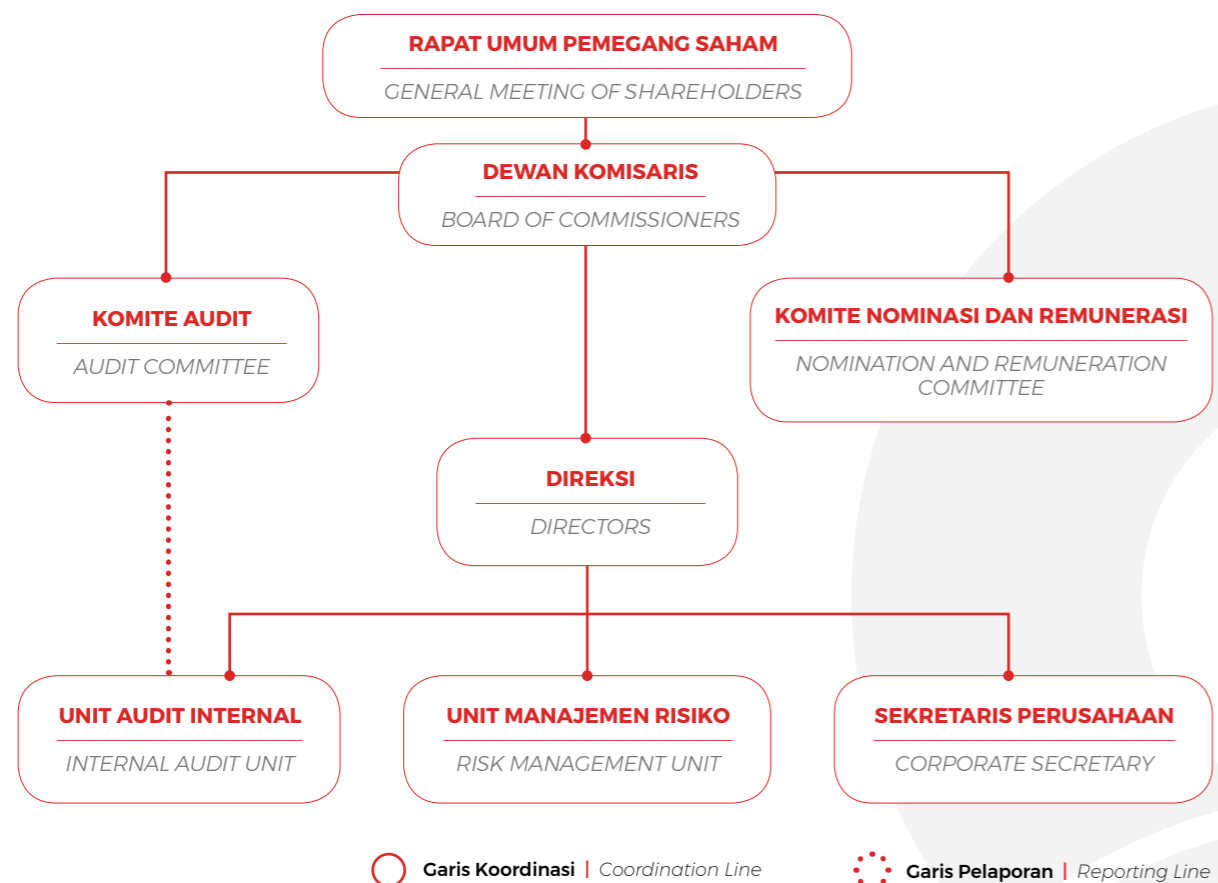 RAPAT UMUM PEMEGANG SAHAM
GENERAL MEETING OF SHAREHOLDERS
DEWAN KOMISARIS
BOARD OF COMMISSIONERS
KOMITE AUDIT
AUDIT COMMITTEE
KOMITE NOMINASI DAN REMUNERASI
NOMINATION AND REMUNERATION
COMMITTEE
DIREKSI
DIRECTORS
UNIT AUDIT INTERNAL
INTERNAL AUDIT UNIT
UNIT MANAJEMEN RISIKO
RISK MANAGEMENT UNIT
SEKRETARIS PERUSAHAAN
CORPORATE SECRETARY
Garis Koordinasi | Coordination Line
Garis Pelaporan | Reporting Line